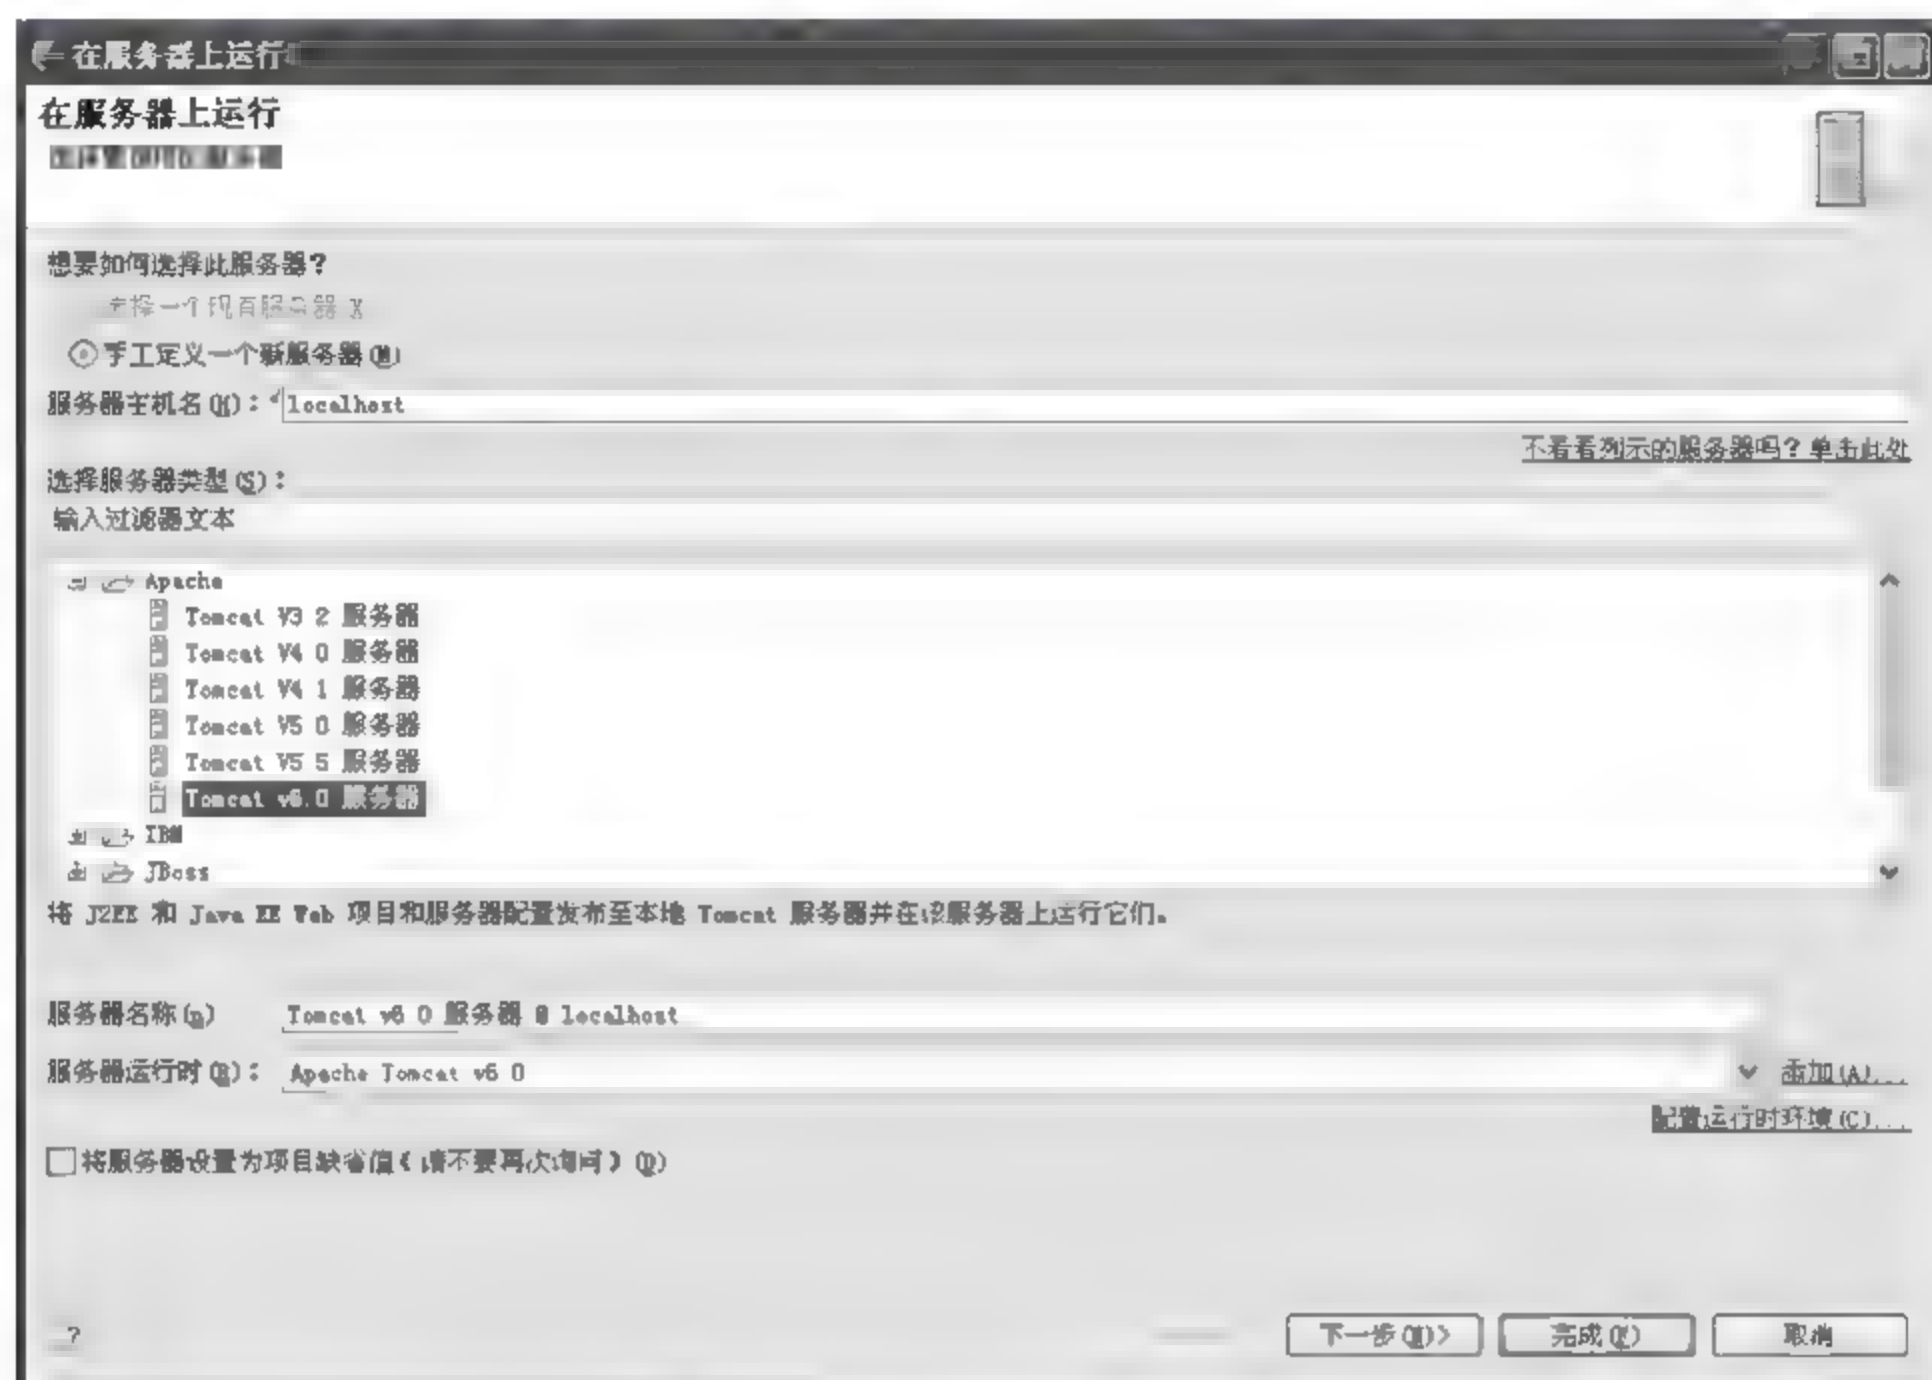 在服务器上运行
在服务器上运行
想要如何选择此服务器?
选择一个现有服务器 X
手工定义一个新服务器(M)
服务器主机名(H): localhost
不看看列示的服务器吗? 单击此处
选择服务器类型(S):
输入过滤器文本
Apache
Tomcat V3 2 服务器
Tomcat V4 0 服务器
Tomcat V4 1 服务器
Tomcat V5 0 服务器
Tomcat V5 5 服务器
Tomcat v6.0 服务器
IBM
JBoss
将 J2EE 和 Java EE Web 项目和服务器配置发布至本地 Tomcat 服务器并在该服务器上运行它们。
服务器名称(n) Tomcat v6 0 服务器 @ localhost
服务器运行时(R): Apache Tomcat v6 0 添加(A)...
配置运行时环境(C)...
将服务器设置为项目缺省值(请不要再次询问)(D)
?
下一步(N)> 完成(F) 取消